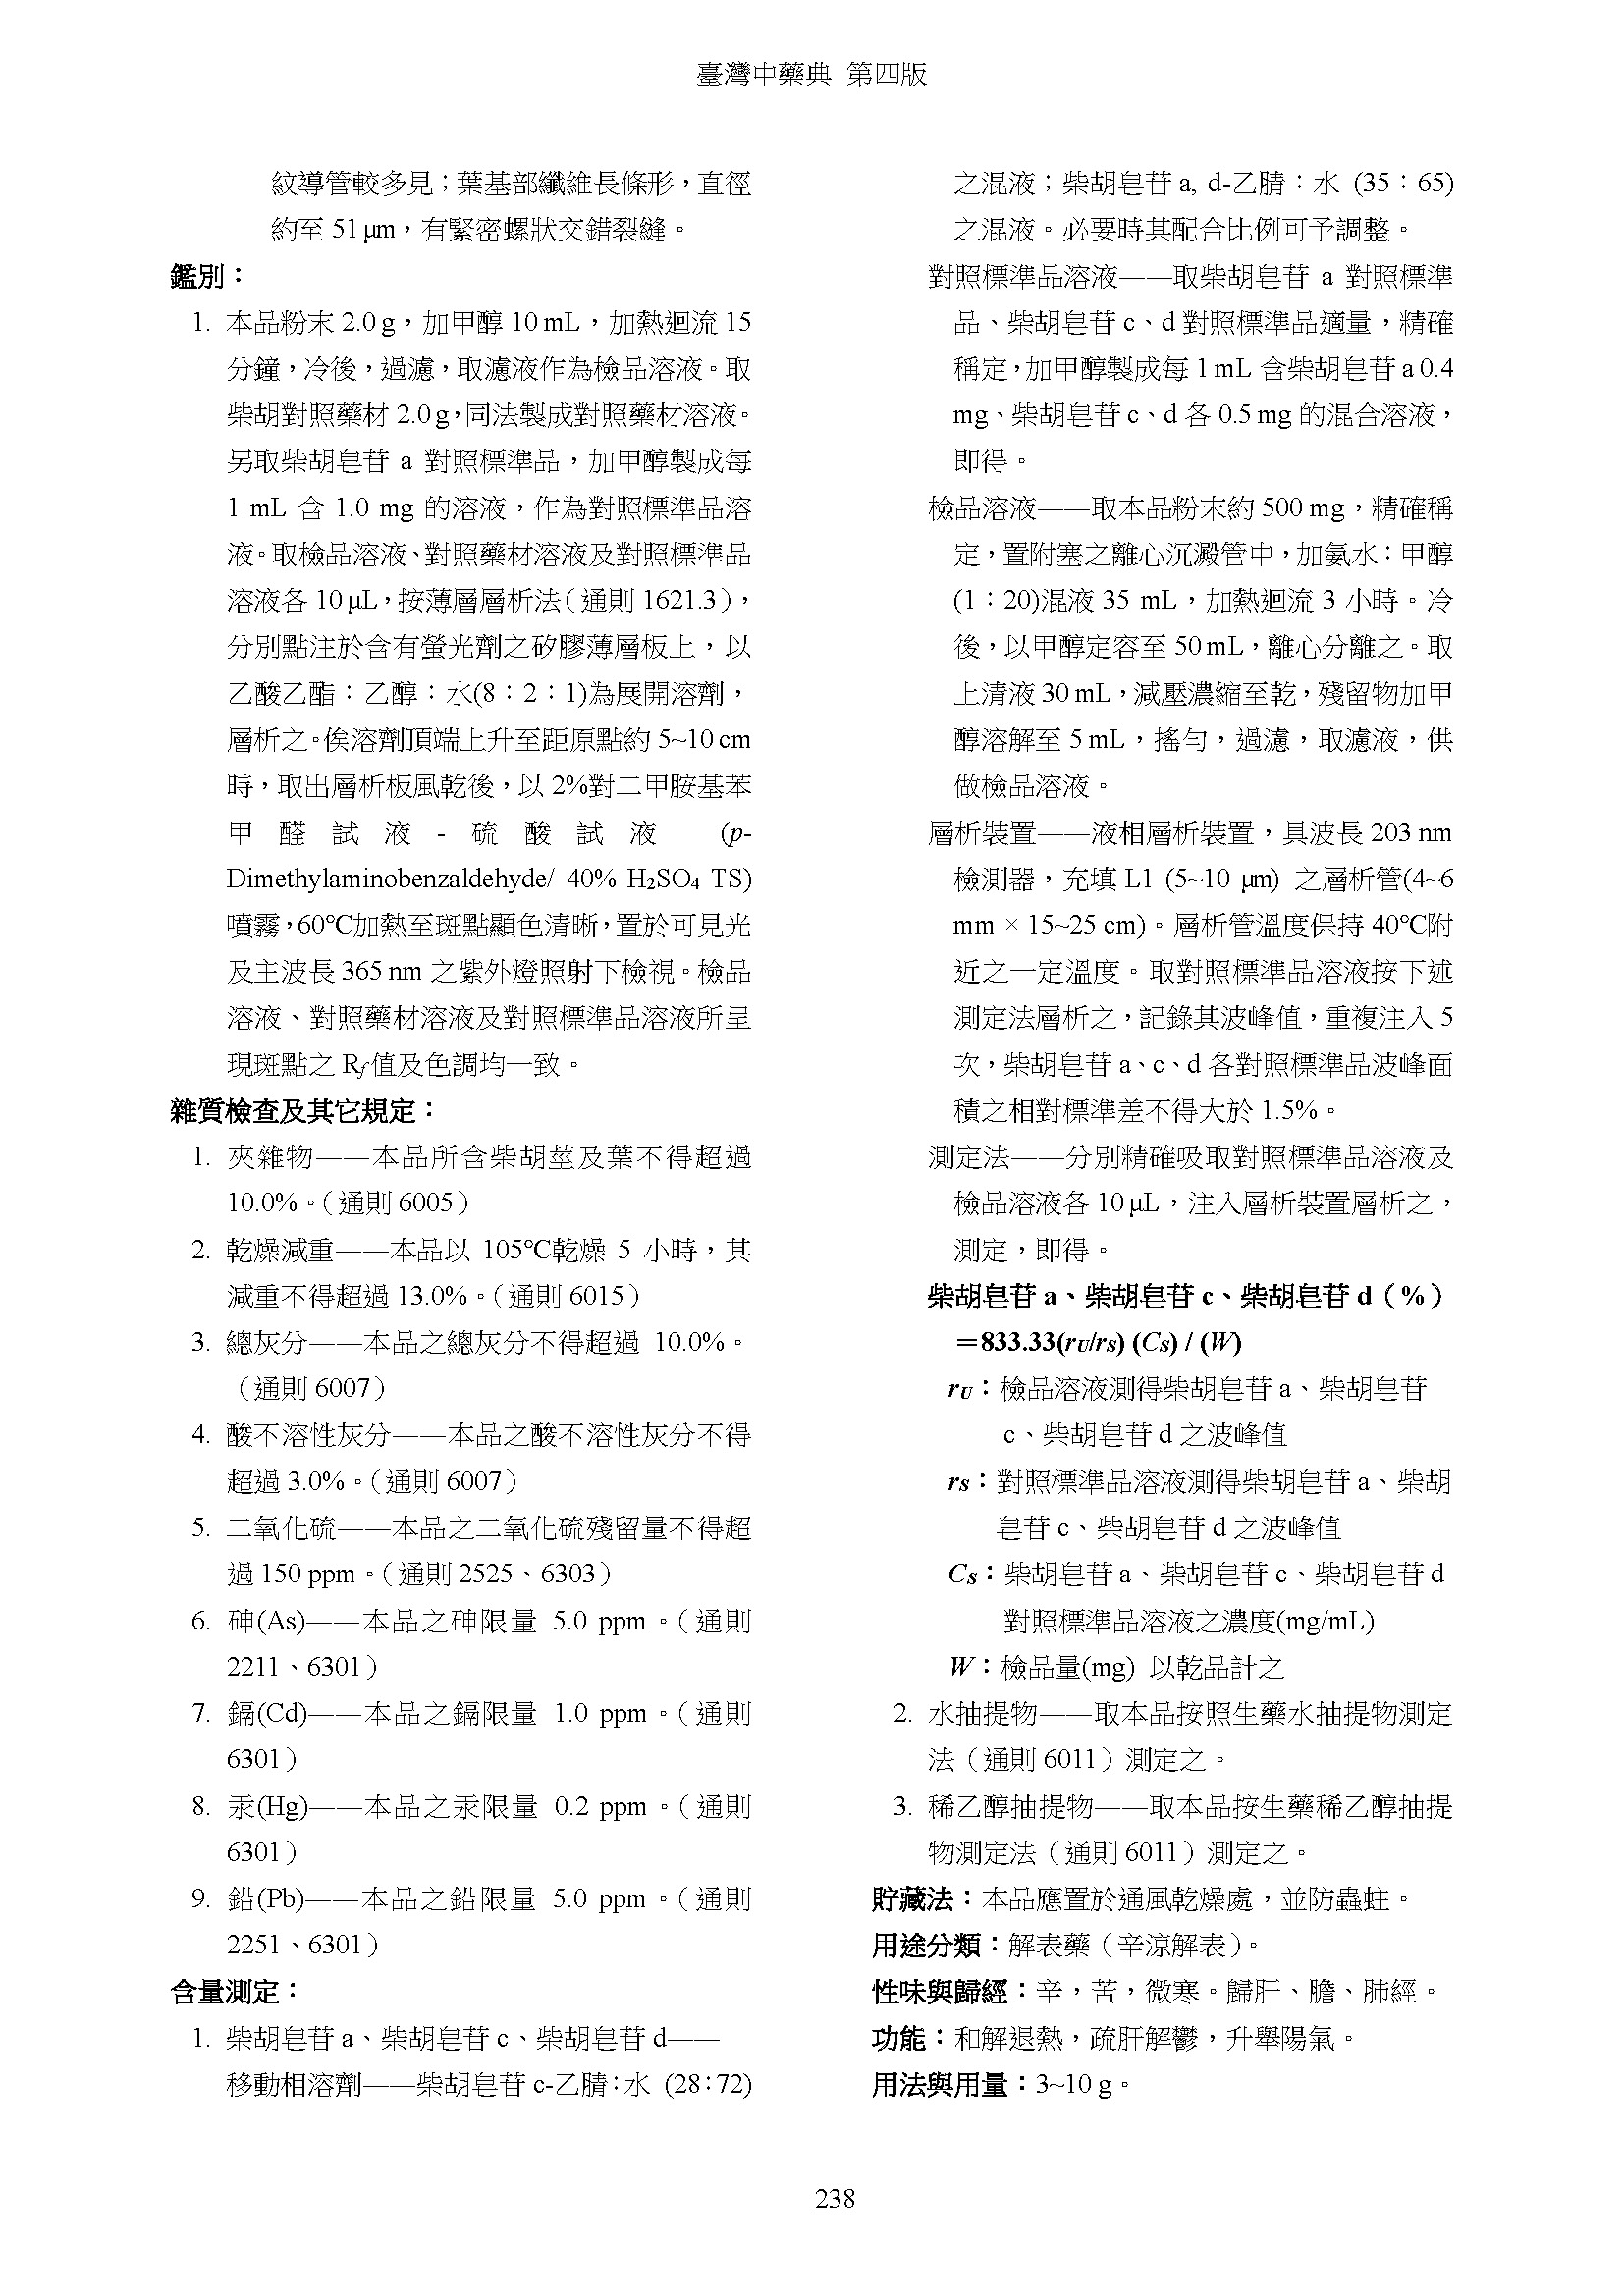 臺灣中藥典 第四版
紋導管較多見；葉基部纖維長條形，直徑
約至 51 μm，有緊密螺狀交錯裂縫。
鑑別：
1. 本品粉末 2.0 g，加甲醇 10 mL，加熱迴流 15
分鐘，冷後，過濾，取濾液作為檢品溶液。取
柴胡對照藥材 2.0 g，同法製成對照藥材溶液。
另取柴胡皂苷 a 對照標準品，加甲醇製成每
1 mL 含 1.0 mg 的溶液，作為對照標準品溶
液。取檢品溶液、對照藥材溶液及對照標準品
溶液各 10 μL，按薄層層析法（通則 1621.3），
分別點注於含有螢光劑之矽膠薄層板上，以
乙酸乙酯：乙醇：水(8：2：1)為展開溶劑，
層析之。俟溶劑頂端上升至距原點約 5~10 cm
時，取出層析板風乾後，以 2%對二甲胺基苯
甲醛試液-硫酸試液 (p-
Dimethylaminobenzaldehyde/ 40% H₂SO₄ TS)
噴霧，60℃加熱至斑點顯色清晰，置於可見光
及主波長 365 nm 之紫外燈照射下檢視。檢品
溶液、對照藥材溶液及對照標準品溶液所呈
現斑點之 Rf 值及色調均一致。
雜質檢查及其它規定：
1. 夾雜物——本品所含柴胡莖及葉不得超過
10.0%。（通則 6005）
2. 乾燥減重——本品以 105℃乾燥 5 小時，其
減重不得超過 13.0%。（通則 6015）
3. 總灰分——本品之總灰分不得超過 10.0%。
（通則 6007）
4. 酸不溶性灰分——本品之酸不溶性灰分不得
超過 3.0%。（通則 6007）
5. 二氧化硫——本品之二氧化硫殘留量不得超
過 150 ppm。（通則 2525、6303）
6. 砷(As)——本品之砷限量 5.0 ppm。（通則
2211、6301）
7. 鎘(Cd)——本品之鎘限量 1.0 ppm。（通則
6301）
8. 汞(Hg)——本品之汞限量 0.2 ppm。（通則
6301）
9. 鉛(Pb)——本品之鉛限量 5.0 ppm。（通則
2251、6301）
含量測定：
1. 柴胡皂苷 a、柴胡皂苷 c、柴胡皂苷 d——
移動相溶劑——柴胡皂苷 c-乙腈：水 (28：72)
之混液；柴胡皂苷 a, d-乙腈：水 (35：65)
之混液。必要時其配合比例可予調整。
對照標準品溶液——取柴胡皂苷 a 對照標準
品、柴胡皂苷 c、d 對照標準品適量，精確
稱定，加甲醇製成每 1 mL 含柴胡皂苷 a 0.4
mg、柴胡皂苷 c、d 各 0.5 mg 的混合溶液，
即得。
檢品溶液——取本品粉末約 500 mg，精確稱
定，置附塞之離心沉澱管中，加氨水：甲醇
(1：20)混液 35 mL，加熱迴流 3 小時。冷
後，以甲醇定容至 50 mL，離心分離之。取
上清液 30 mL，減壓濃縮至乾，殘留物加甲
醇溶解至 5 mL，搖勻，過濾，取濾液，供
做檢品溶液。
層析裝置——液相層析裝置，具波長 203 nm
檢測器，充填 L1 (5~10 μm) 之層析管(4~6
mm × 15~25 cm)。層析管溫度保持 40℃附
近之一定溫度。取對照標準品溶液按下述
測定法層析之，記錄其波峰值，重複注入 5
次，柴胡皂苷 a、c、d 各對照標準品波峰面
積之相對標準差不得大於 1.5%。
測定法——分別精確吸取對照標準品溶液及
檢品溶液各 10 μL，注入層析裝置層析之，
測定，即得。
柴胡皂苷 a、柴胡皂苷 c、柴胡皂苷 d（%）
＝833.33(rU/rS) (CS) / (W)
rU：檢品溶液測得柴胡皂苷 a、柴胡皂苷
c、柴胡皂苷 d 之波峰值
rS：對照標準品溶液測得柴胡皂苷 a、柴胡
皂苷 c、柴胡皂苷 d 之波峰值
CS：柴胡皂苷 a、柴胡皂苷 c、柴胡皂苷 d
對照標準品溶液之濃度(mg/mL)
W：檢品量(mg) 以乾品計之
2. 水抽提物——取本品按照生藥水抽提物測定
法（通則 6011）測定之。
3. 稀乙醇抽提物——取本品按生藥稀乙醇抽提
物測定法（通則 6011）測定之。
貯藏法：本品應置於通風乾燥處，並防蟲蛀。
用途分類：解表藥（辛涼解表）。
性味與歸經：辛，苦，微寒。歸肝、膽、肺經。
功能：和解退熱，疏肝解鬱，升舉陽氣。
用法與用量：3~10 g。
238